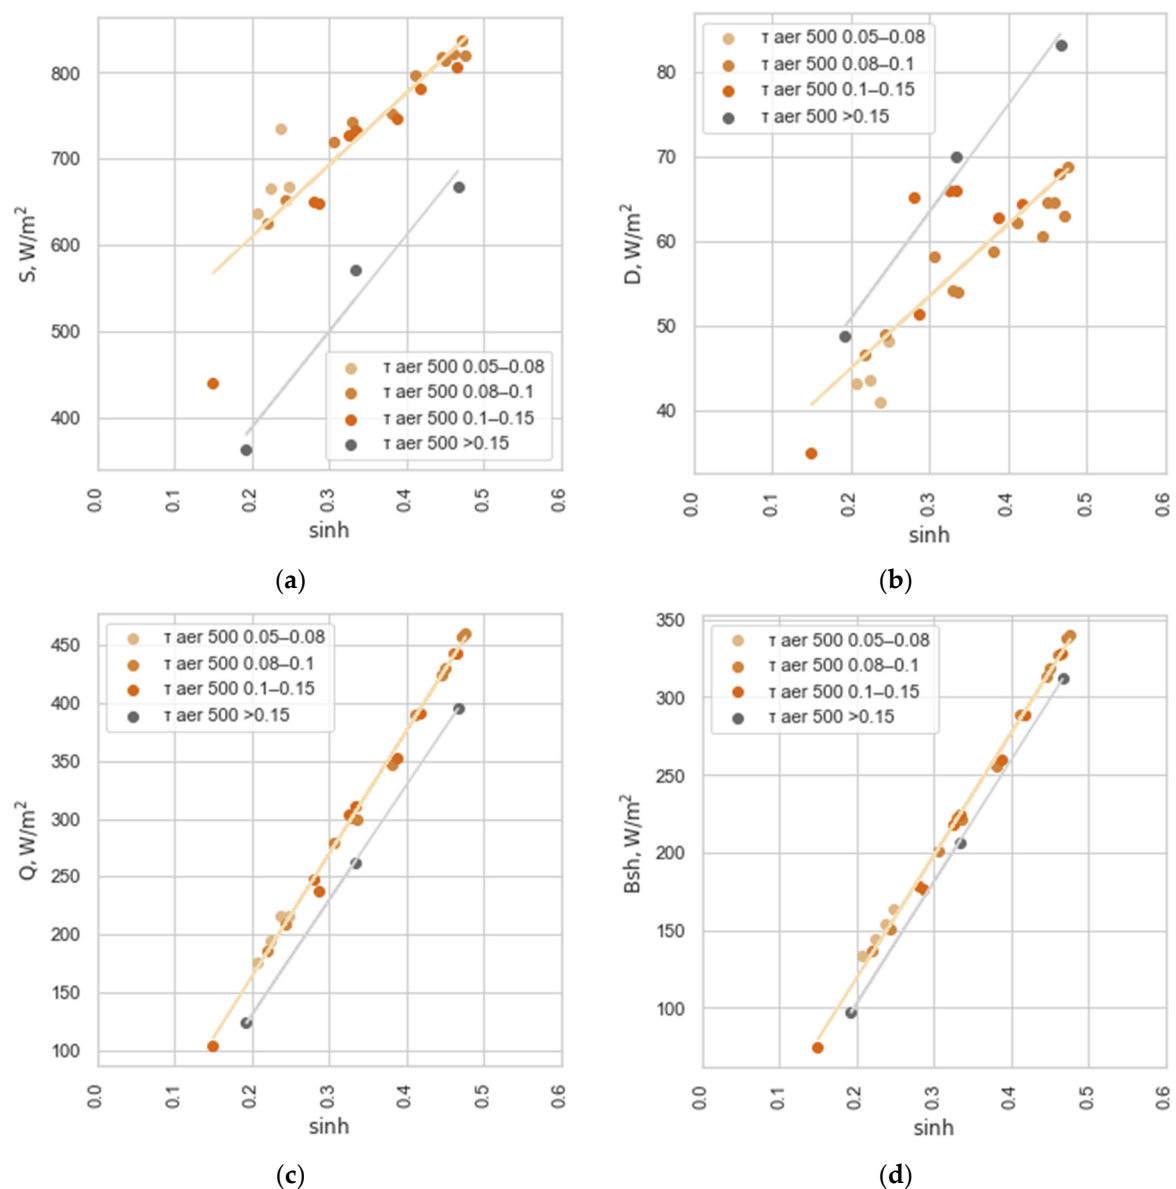 800
700
600
500
400
S, W/m²
τ aer 500 0.05–0.08
τ aer 500 0.08–0.1
τ aer 500 0.1–0.15
τ aer 500 >0.15
0.0
0.1
0.2
0.3
0.4
0.5
0.6
sinh
(a)
80
70
60
50
40
D, W/m²
τ aer 500 0.05–0.08
τ aer 500 0.08–0.1
τ aer 500 0.1–0.15
τ aer 500 >0.15
0.0
0.1
0.2
0.3
0.4
0.5
0.6
sinh
(b)
450
400
350
300
250
200
150
100
Q, W/m²
τ aer 500 0.05–0.08
τ aer 500 0.08–0.1
τ aer 500 0.1–0.15
τ aer 500 >0.15
0.0
0.1
0.2
0.3
0.4
0.5
0.6
sinh
(c)
350
300
250
200
150
100
Bsh, W/m²
τ aer 500 0.05–0.08
τ aer 500 0.08–0.1
τ aer 500 0.1–0.15
τ aer 500 >0.15
0.0
0.1
0.2
0.3
0.4
0.5
0.6
sinh
(d)